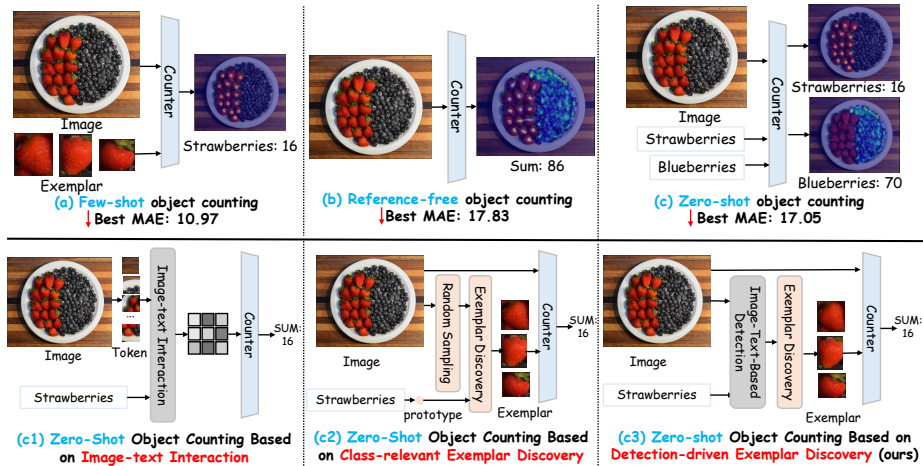 Image
Exemplar
Counter
Strawberries: 16
(a) Few-shot object counting
↓Best MAE: 10.97
Counter
Sum: 86
(b) Reference-free object counting
↓Best MAE: 17.83
Image
Strawberries
Blueberries
Counter
Strawberries: 16
Blueberries: 70
(c) Zero-shot object counting
↓Best MAE: 17.05
Image
Token
...
Strawberries
Image-text Interaction
Counter
SUM:
16
(c1) Zero-Shot Object Counting Based
on Image-text Interaction
Image
Strawberries
prototype
Random Sampling
Exemplar Discovery
Exemplar
Counter
SUM:
16
(c2) Zero-Shot Object Counting Based
on Class-relevant Exemplar Discovery
Image
Strawberries
Image-Text-Based
Detection
Exemplar Discovery
Exemplar
Counter
SUM:
16
(c3) Zero-shot Object Counting Based on
Detection-driven Exemplar Discovery (ours)